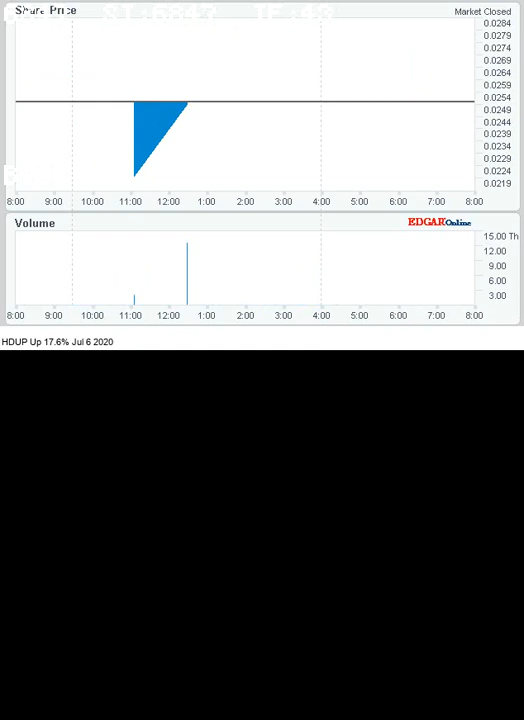 Share Price
Market Closed
0.0284
0.0279
0.0274
0.0269
0.0264
0.0259
0.0254
0.0249
0.0244
0.0239
0.0234
0.0229
0.0224
0.0219
8:00 9:00 10:00 11:00 12:00 1:00 2:00 3:00 4:00 5:00 6:00 7:00 8:00
Volume
EDGAROnline
15.00 Th
12.00
9.00
6.00
3.00
8:00 9:00 10:00 11:00 12:00 1:00 2:00 3:00 4:00 5:00 6:00 7:00 8:00
HDUP Up 17.6% Jul 6 2020